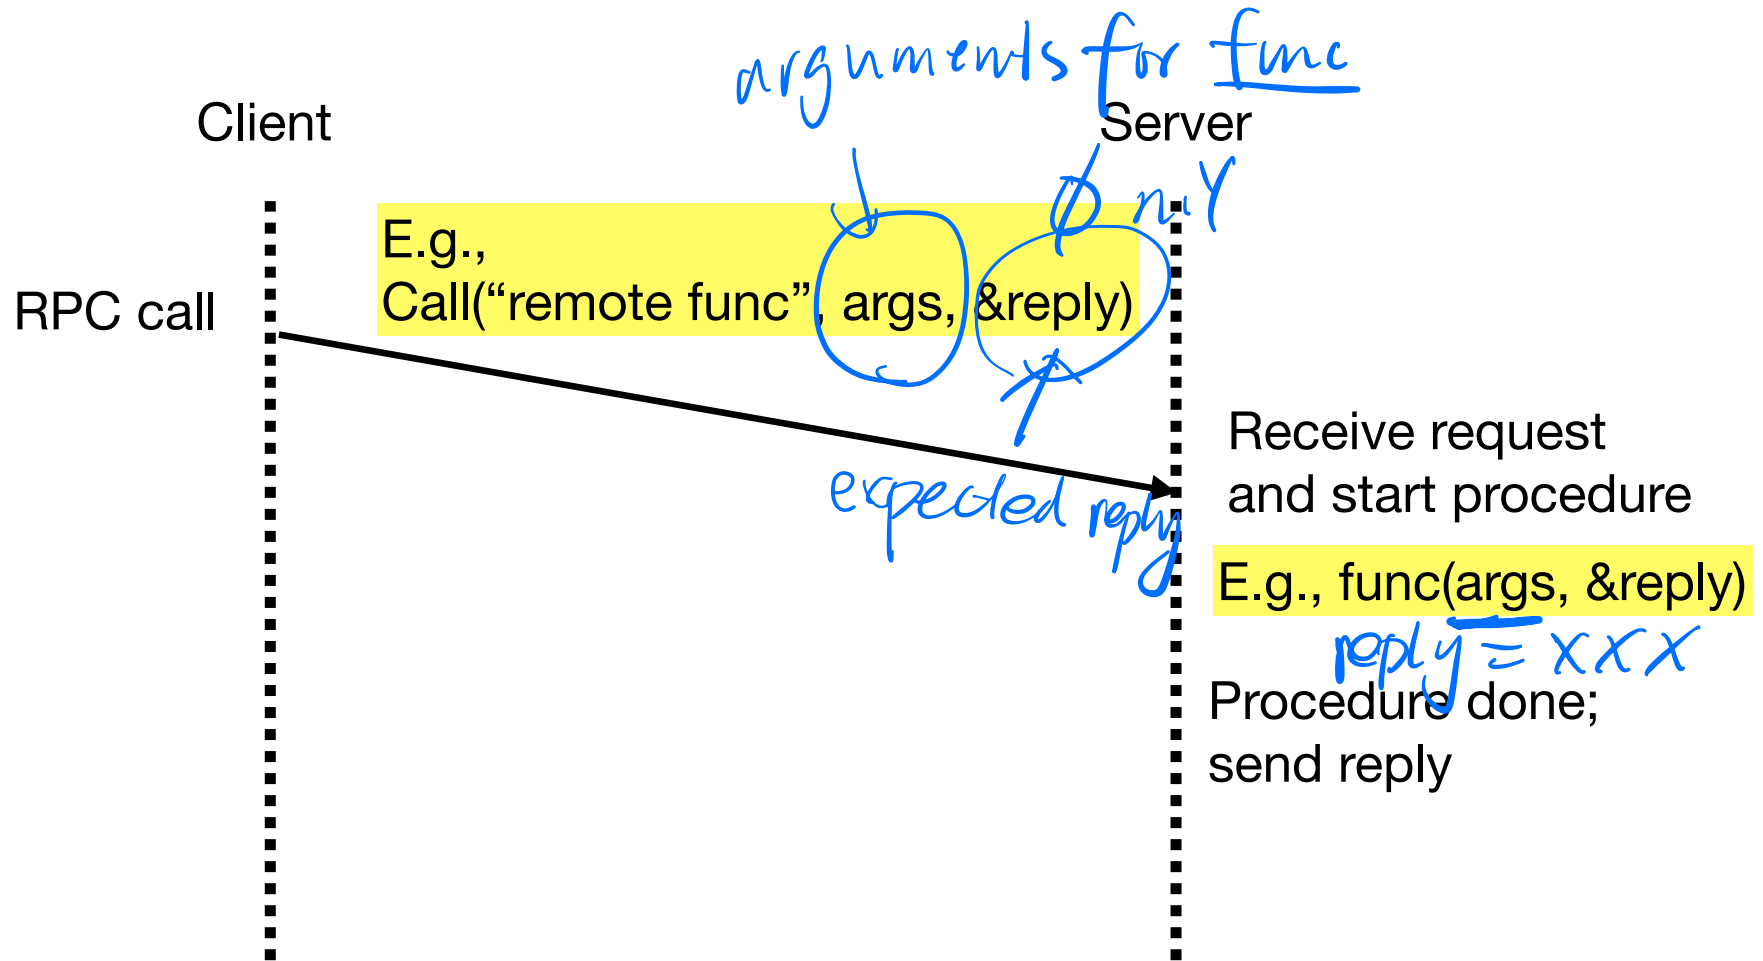 arguments for func
Client
Server
E.g.,
Call(“remote func”, args, &reply)
RPC call
Receive request
and start procedure
expected reply
E.g., func(args, &reply)
reply = xxx
Procedure done;
send reply